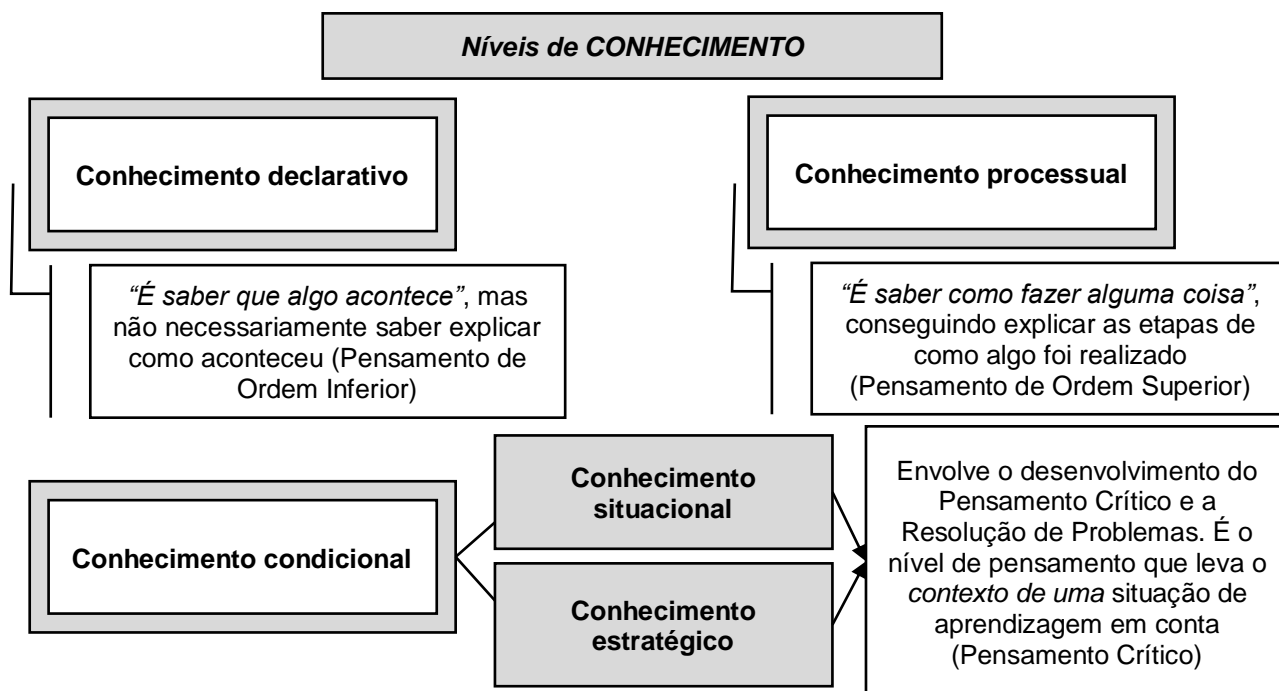 Níveis de CONHECIMENTO
Conhecimento declarativo
Conhecimento processual
“É saber que algo acontece”, mas
não necessariamente saber explicar
como aconteceu (Pensamento de
Ordem Inferior)
“É saber como fazer alguma coisa”,
conseguindo explicar as etapas de
como algo foi realizado
(Pensamento de Ordem Superior)
Conhecimento condicional
Conhecimento
situacional
Conhecimento
estratégico
Envolve o desenvolvimento do
Pensamento Crítico e a
Resolução de Problemas. É o
nível de pensamento que leva o
contexto de uma situação de
aprendizagem em conta
(Pensamento Crítico)